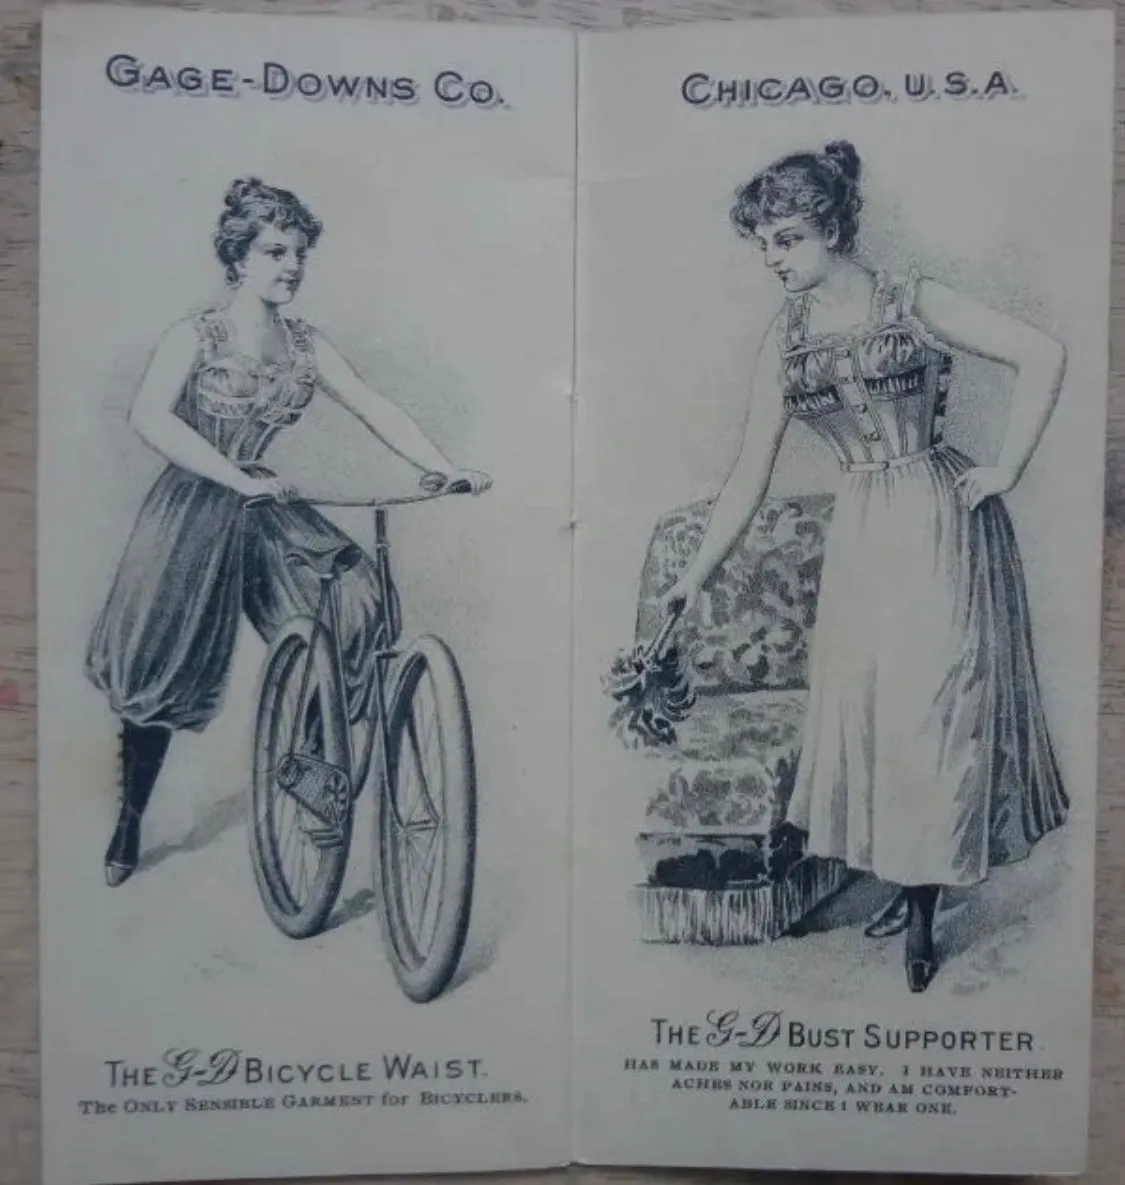 GAGE-DOWNS CO.
THE G-D BICYCLE WAIST.
The ONLY SENSIBLE GARMENT for BICYCLERS.
CHICAGO, U.S.A.
THE G-D BUST SUPPORTER.
HAS MADE MY WORK EASY. I HAVE NEITHER
ACHES NOR PAINS, AND AM COMFORT-
ABLE SINCE I WEAR ONE.